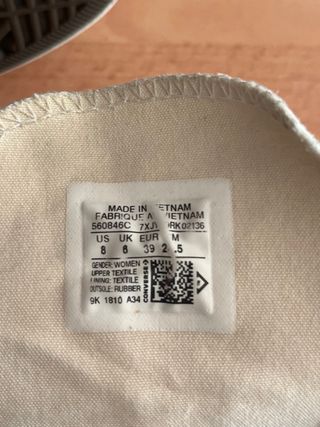 MADE IN VIETNAM
FABRIQUE A VIETNAM
560846C RK02136
US UK EUR M
8 6 39
GENDER: WOMEN
UPPER: TEXTILE
LINING: TEXTILE
OUTSOLE: RUBBER
9K 1810 A34
CONVERSE